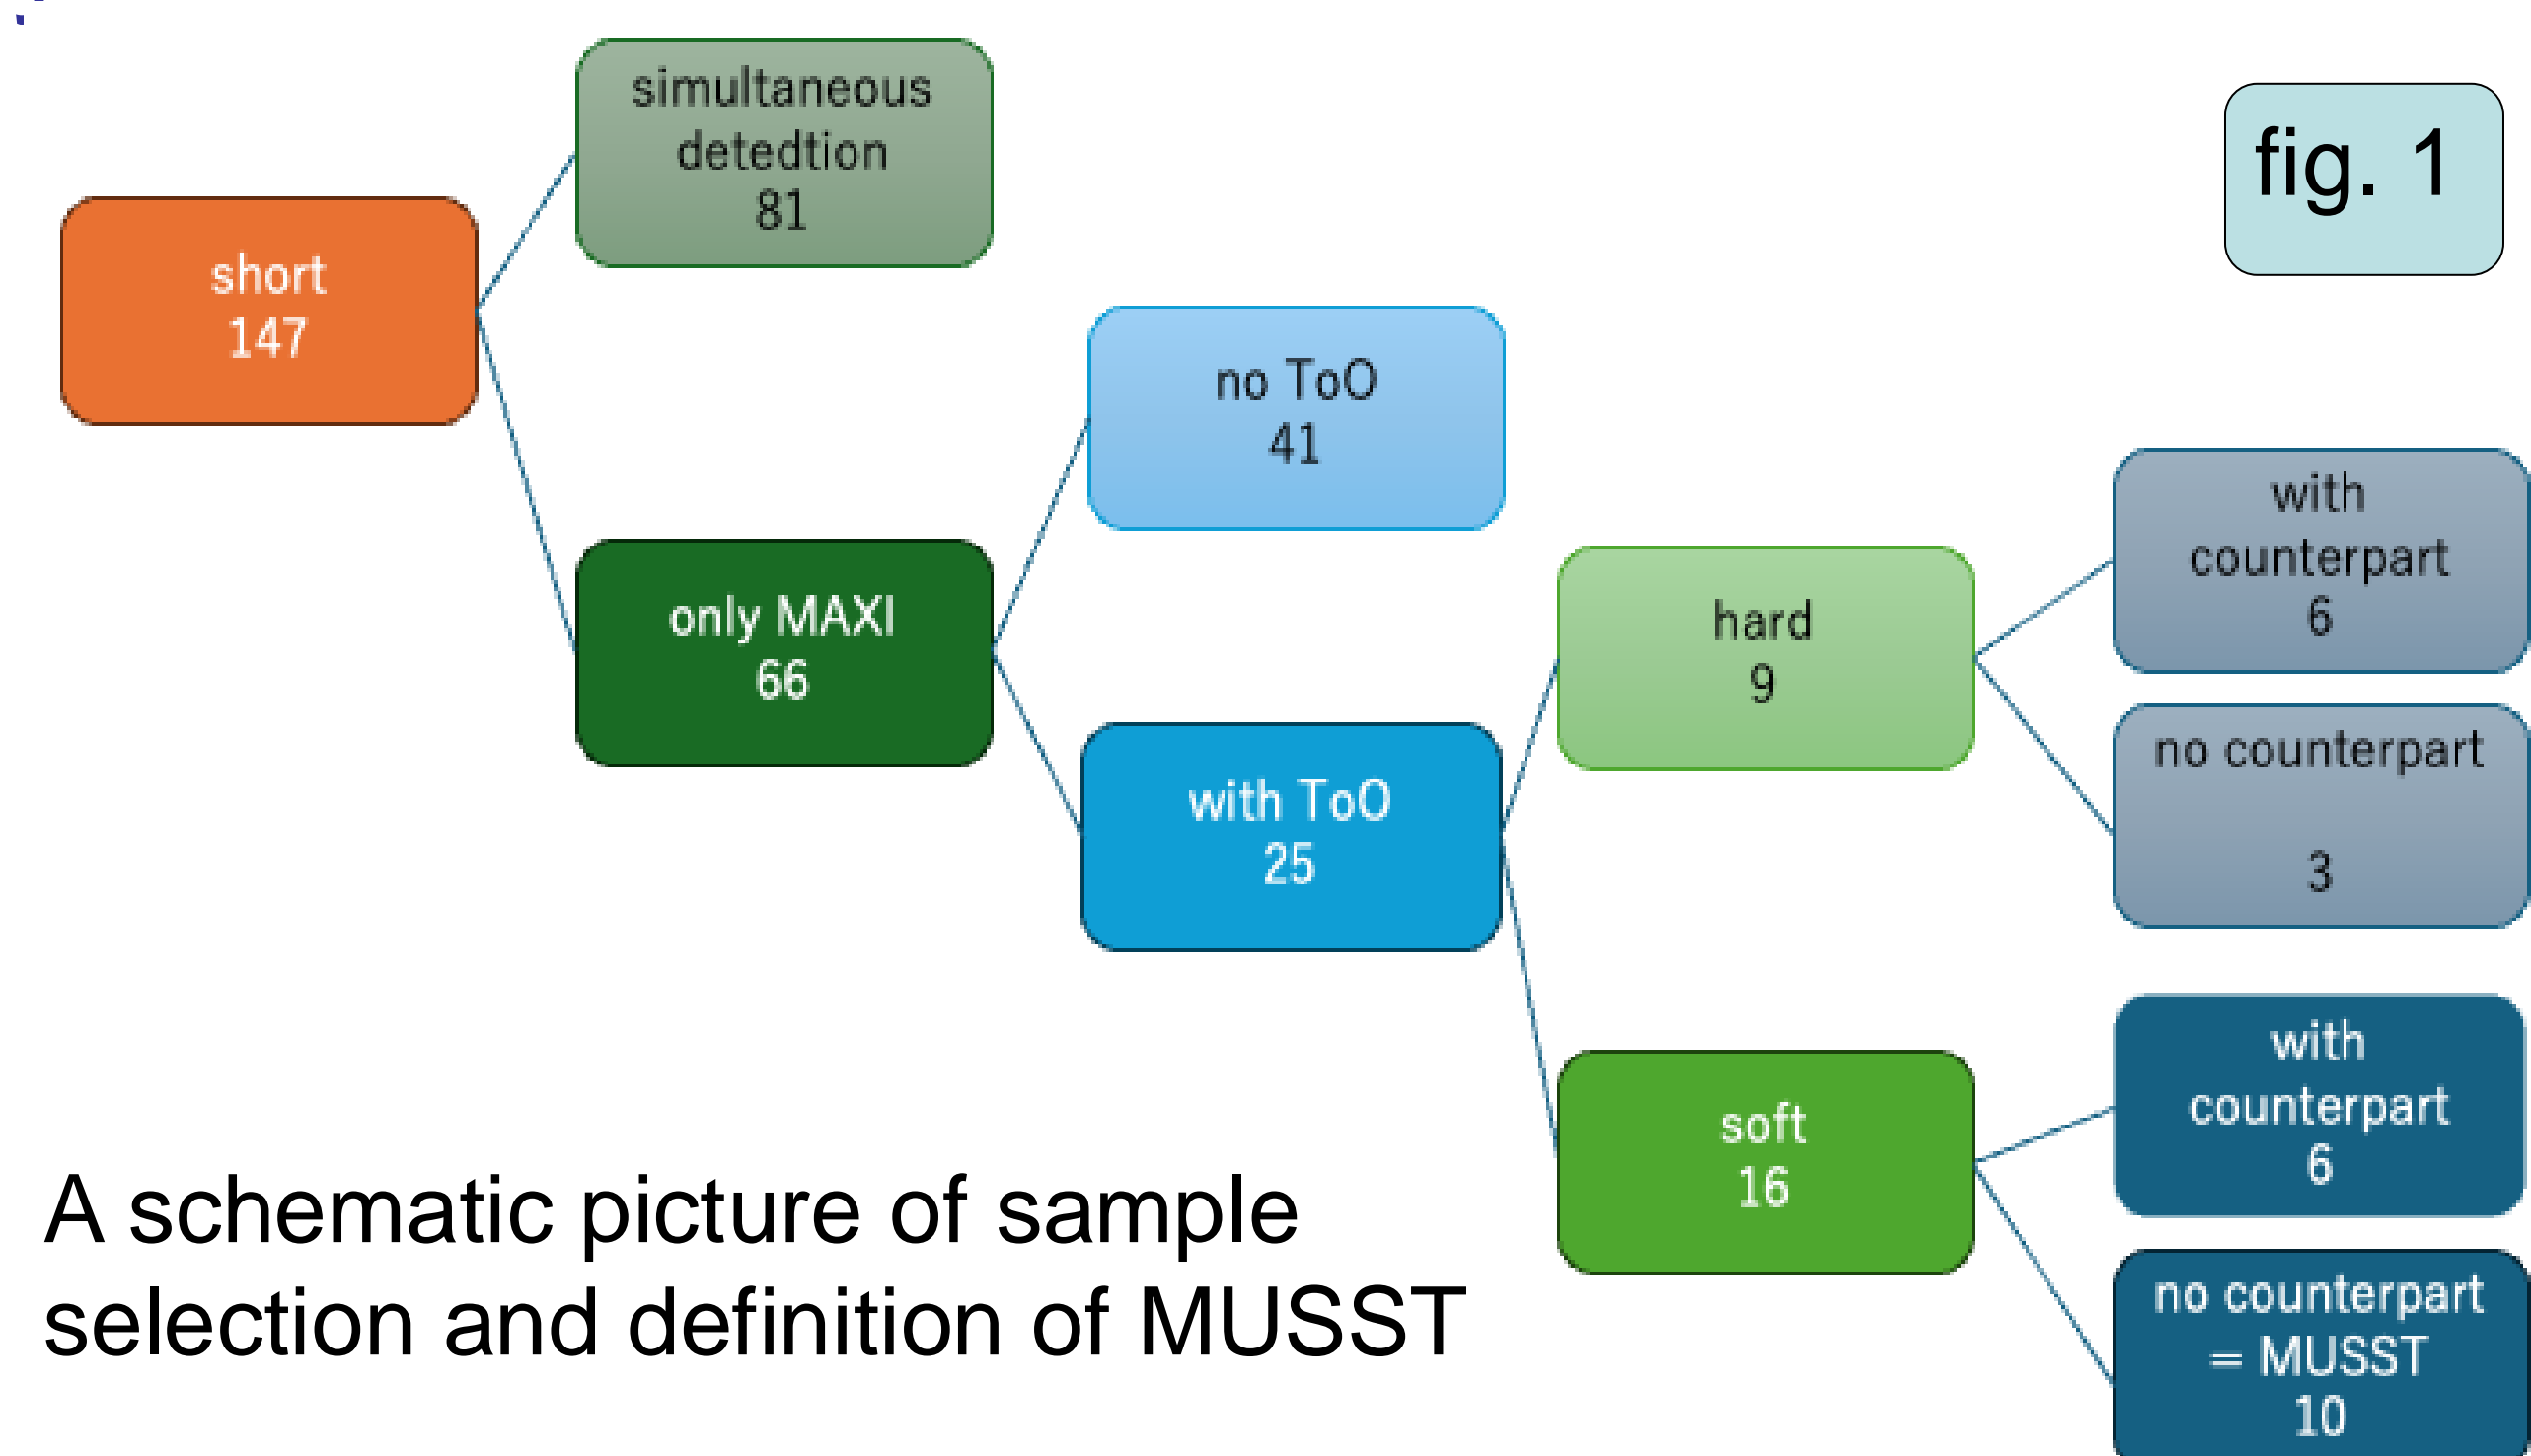 simultaneous
detedtion
81
fig. 1
short
147
no ToO
41
only MAXI
66
with ToO
25
hard
9
with
counterpart
6
no counterpart
3
soft
16
with
counterpart
6
no counterpart
= MUSST
10
A schematic picture of sample
selection and definition of MUSST